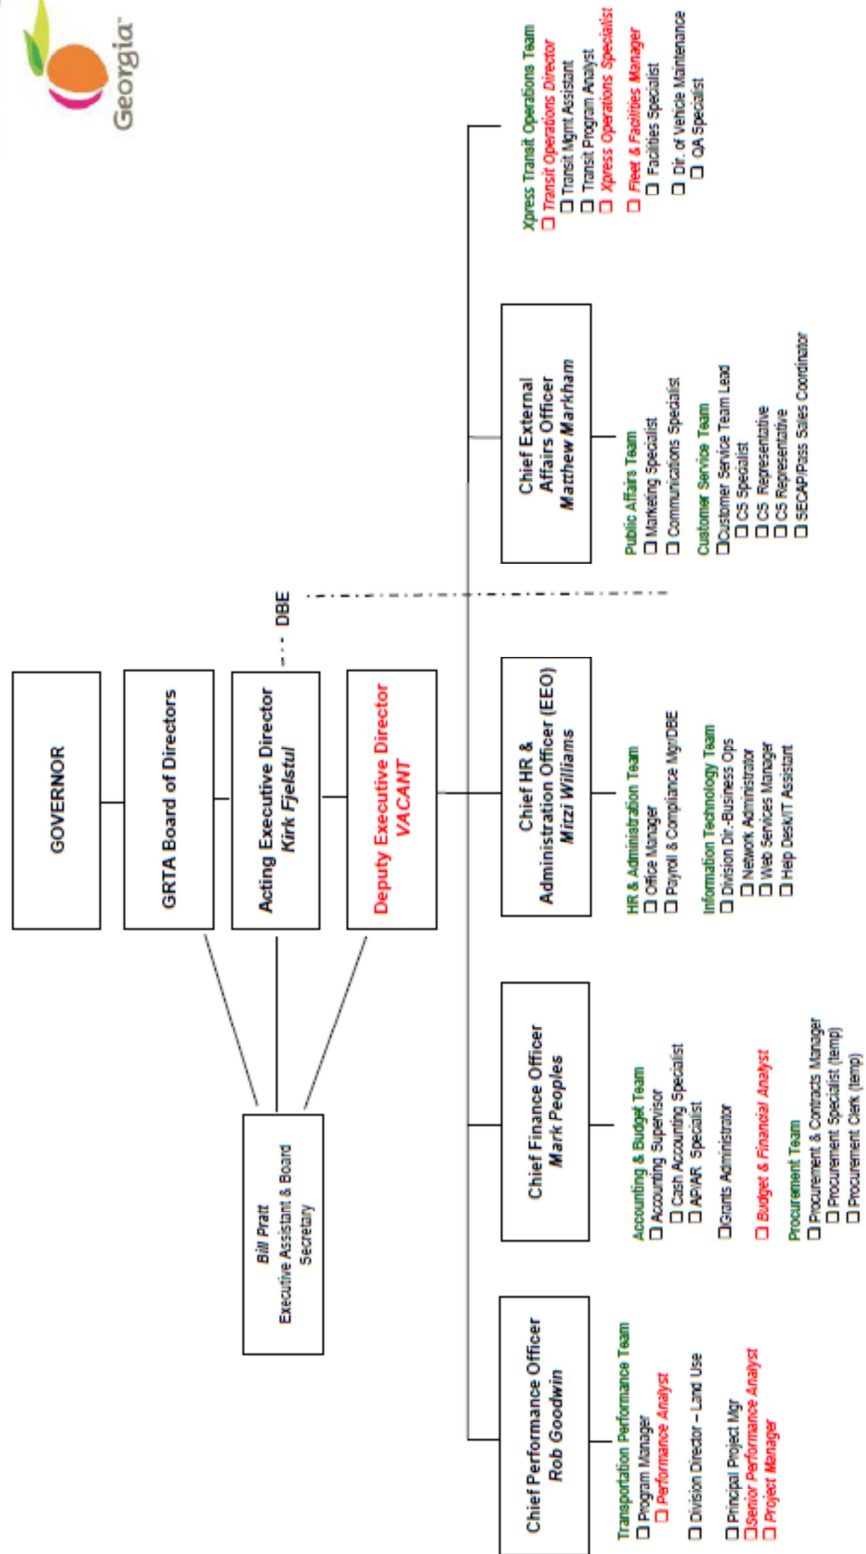 Georgia
GOVERNOR
GRTA Board of Directors
Acting Executive Director
Kirk Fjelstul
DBE
Deputy Executive Director
VACANT
Bill Pratt
Executive Assistant & Board
Secretary
Chief Performance Officer
Rob Goodwin
Transportation Performance Team
Program Manager
Performance Analyst
Division Director – Land Use
Principal Project Mgr
Senior Performance Analyst
Project Manager
Chief Finance Officer
Mark Peoples
Accounting & Budget Team
Accounting Supervisor
Cash Accounting Specialist
AP/AR Specialist
Grants Administrator
Budget & Financial Analyst
Procurement Team
Procurement & Contracts Manager
Procurement Specialist (temp)
Procurement Clerk (temp)
Chief HR &
Administration Officer (EEO)
Mitzi Williams
HR & Administration Team
Office Manager
Payroll & Compliance Mgr/DBE
Information Technology Team
Division Dir.-Business Ops
Network Administrator
Web Services Manager
Help Desk/IT Assistant
Chief External
Affairs Officer
Matthew Markham
Public Affairs Team
Marketing Specialist
Communications Specialist
Customer Service Team
Customer Service Team Lead
CS Specialist
CS Representative
CS Representative
SECAP/Pass Sales Coordinator
Xpress Transit Operations Team
Transit Operations Director
Transit Mgmt Assistant
Transit Program Analyst
Xpress Operations Specialist
Fleet & Facilities Manager
Facilities Specialist
Dir. of Vehicle Maintenance
QA Specialist